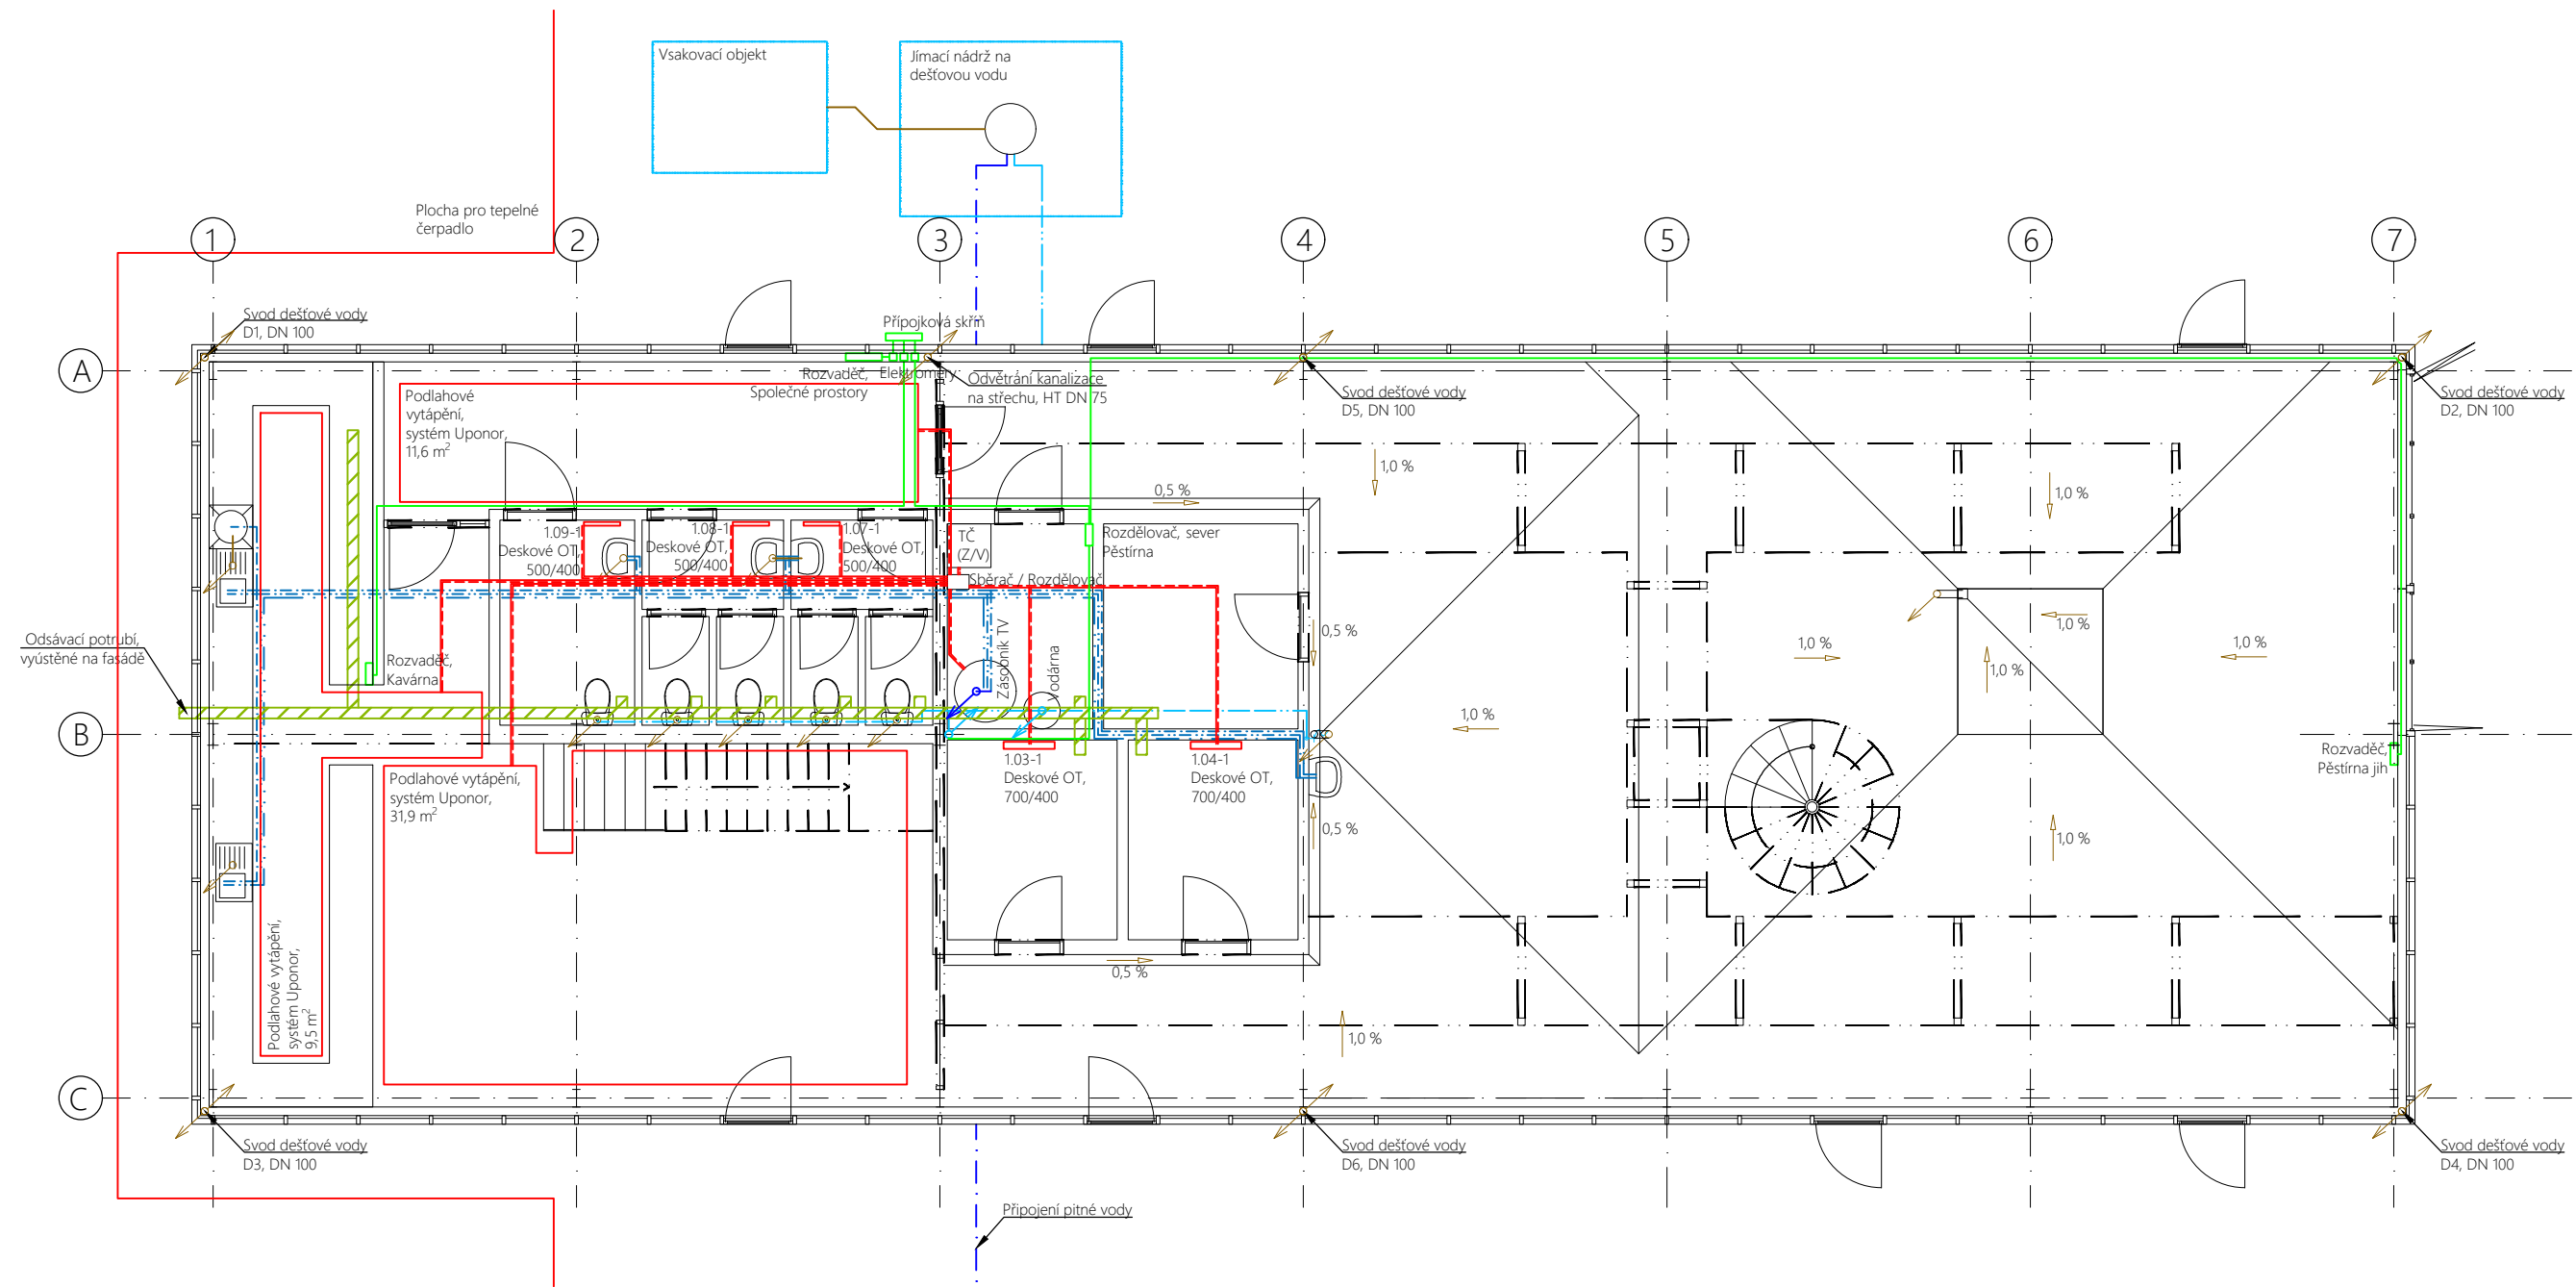 Vsakovací objekt
Jímací nádrž na
dešťovou vodu
Plocha pro tepelné
čerpadlo
1
2
3
4
5
6
7
Svod dešťové vody
D1, DN 100
Přípojková skříň
A
Rozvaděč,
Společné prostory
Elektroměry
Odvětrání kanalizace
na střechu, HT DN 75
Svod dešťové vody
D5, DN 100
Svod dešťové vody
D2, DN 100
Podlahové
vytápění,
systém Uponor,
11,6 m²
1,0 %
0,5 %
1,0 %
1.09-1
Deskové OT,
500/400
1.08-1
Deskové OT,
500/400
1.07-1
Deskové OT,
500/400
TČ
(Z/V)
Rozdělovač, sever
Pěstírna
Sběrač / Rozdělovač
Odsávací potrubí,
vyústěné na fasádě
Rozvaděč,
Kavárna
Zásobník TV
Vodárna
0,5 %
1,0 %
1,0 %
1,0 %
1,0 %
B
1,0 %
Podlahové vytápění,
systém Uponor,
31,9 m²
1.03-1
Deskové OT,
700/400
1.04-1
Deskové OT,
700/400
Rozvaděč,
Pěstírna jih
0,5 %
1,0 %
Podlahové vytápění,
systém Uponor,
9,5 m²
0,5 %
1,0 %
C
Svod dešťové vody
D3, DN 100
Svod dešťové vody
D6, DN 100
Svod dešťové vody
D4, DN 100
Připojení pitné vody